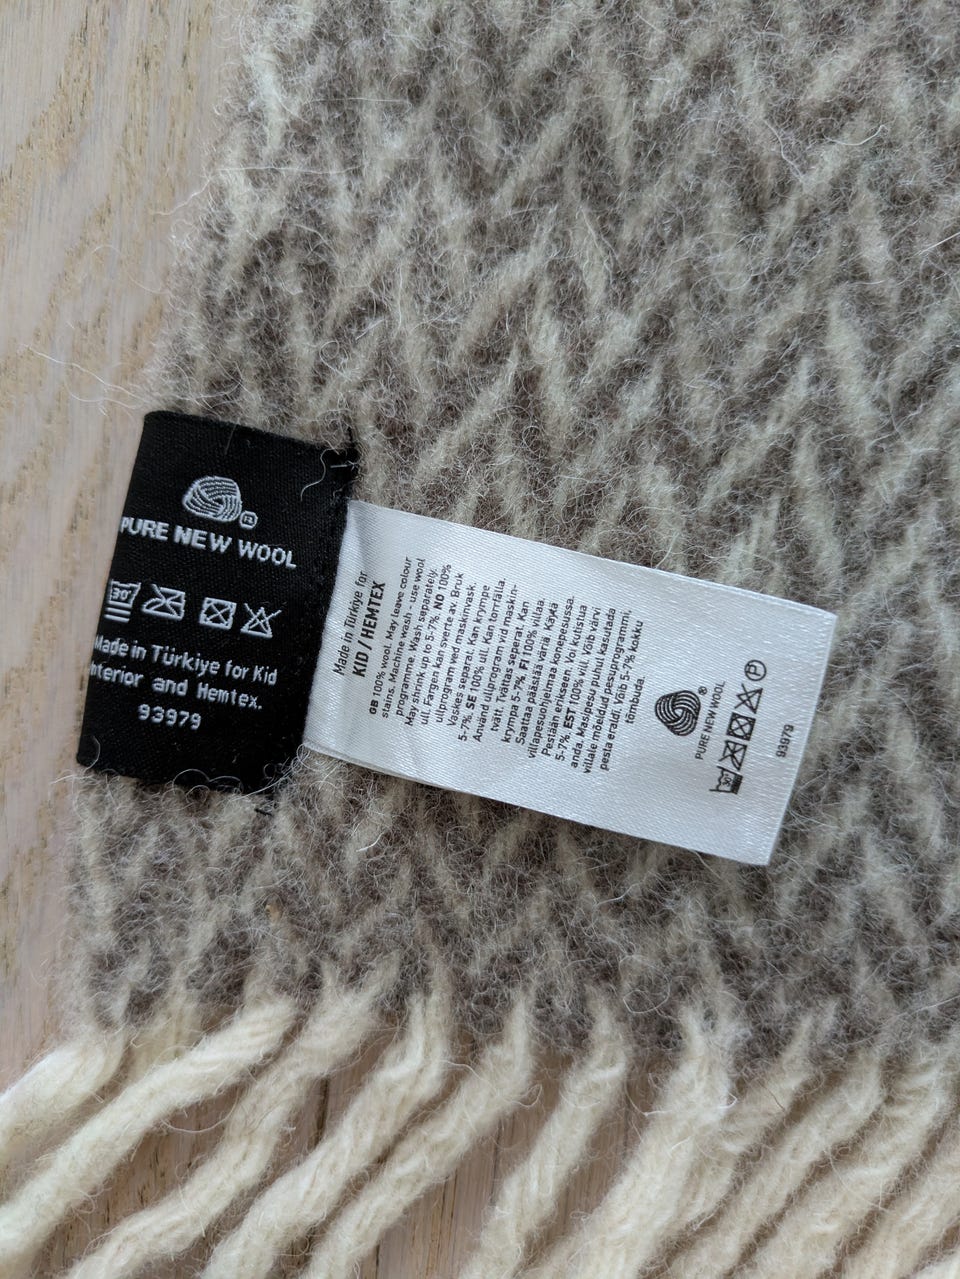 PURE NEW WOOL
30°
Made in Türkiye for Kid
Interior and Hemtex.
93979
Made in Türkiye for
KID / HEMTEX
GB 100% wool. May leave colour
stains. Machine wash - use wool
programme. Wash separately.
May shrink up to 5-7%. NO 100%
ull. Fargen kan sverte av. Bruk
ullprogram ved maskinvask.
Vaskes separat. Kan krympe
5-7%. SE 100% ull. Kan torrfälla.
Använd ullprogram vid maskin-
tvätt. Tvättas seperat. Kan
krympa 5-7%. FI 100% villaa.
Saattaa päästää väriä. Käytä
villapesuohjelmaa konepesussa.
Pestään erikseen. Voi kutistua
5-7%. EST 100% vill. Võib värvi
anda. Masinpesu puhul kasutada
villale mõeldud pesuprogrammi,
pesta eraldi. Võib 5-7% kokku
tõmbuda.
PURE NEW WOOL
30°
P
93979